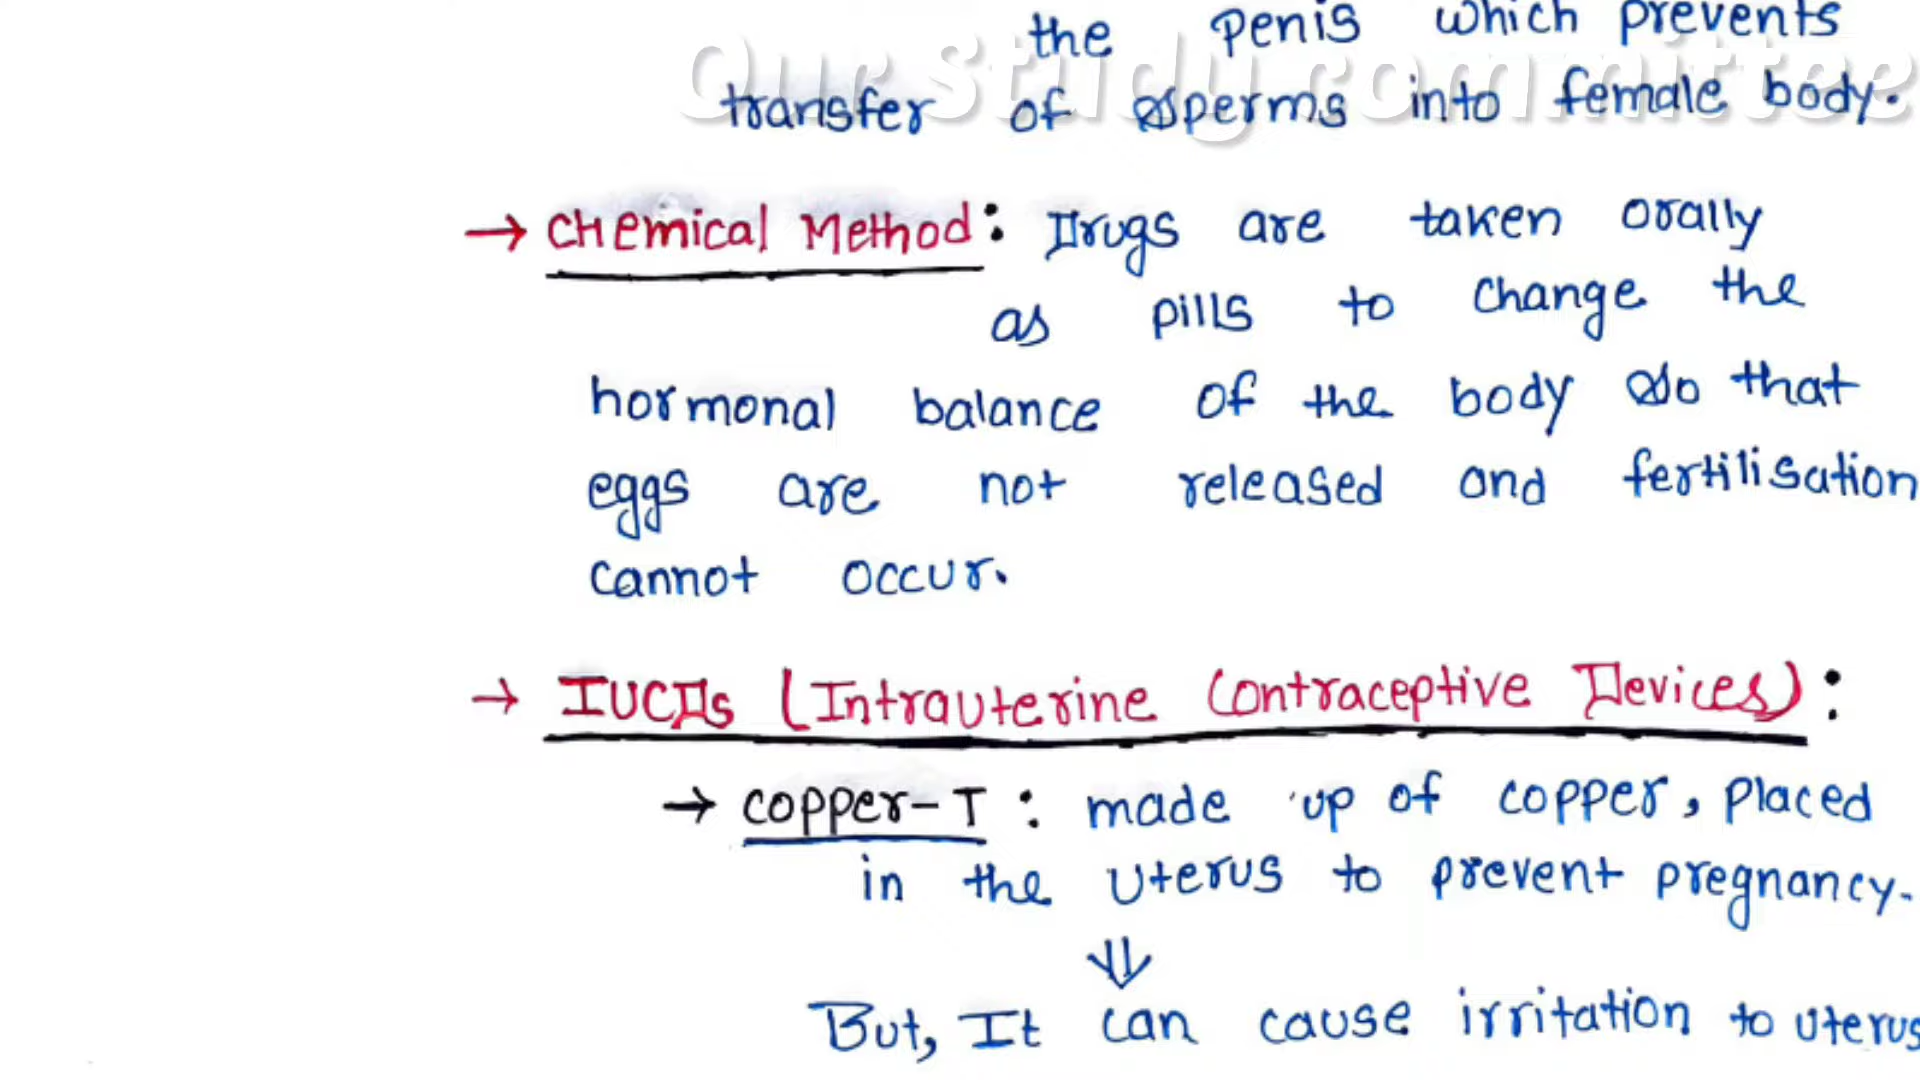 the penis which prevents
Our Study committee
transfer of sperms into female body.
→ CHemical Method: Drugs are taken orally
as pills to change the
hormonal balance of the body so that
eggs are not released and fertilisation
cannot occur.
→ IUCDs (Intrauterine Contraceptive Devices):
→ copper-T: made up of copper, placed
in the uterus to prevent pregnancy.
⇓
But, It can cause irritation to uterus